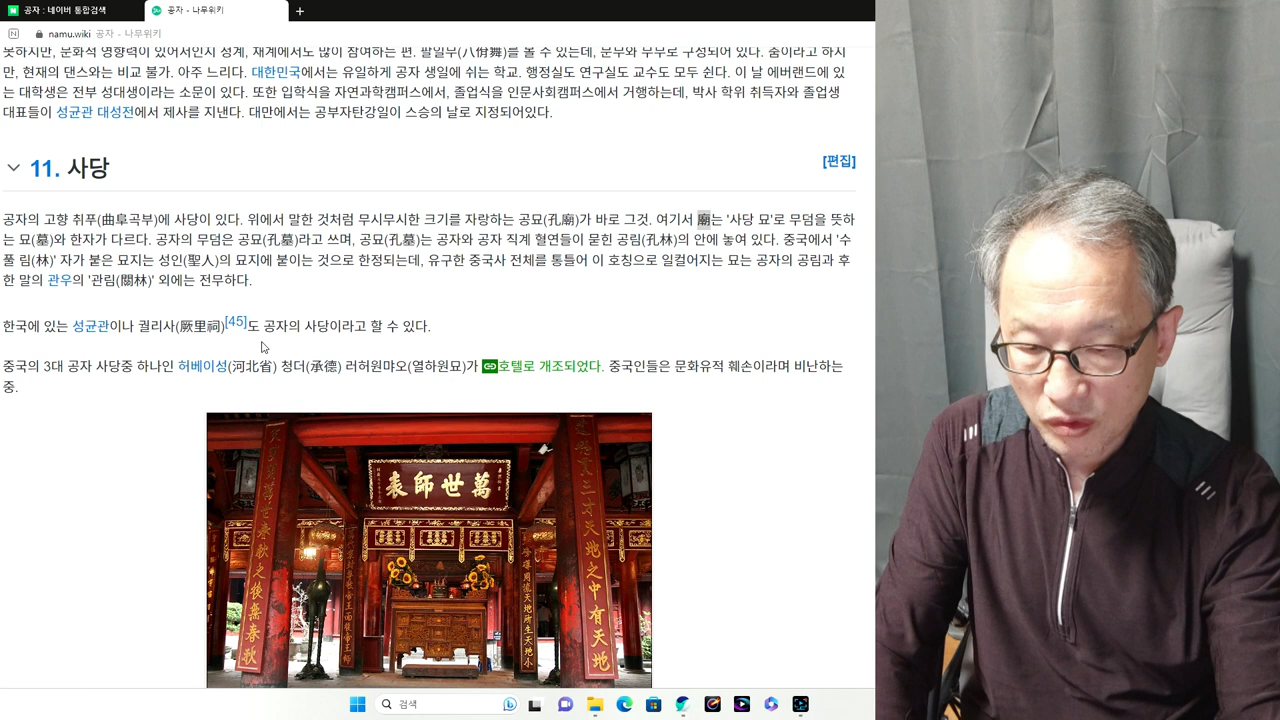 공자 : 네이버 통합검색
공자 - 나무위키
namu.wiki 공자 - 나무위키
못하지만, 문화적 영향력이 있어서인지 정계, 재계에서도 많이 참여하는 편. 팔일무(八佾舞)를 볼 수 있는데, 문무와 무무로 구성되어 있다. 춤이라고 하지
만, 현재의 댄스와는 비교 불가. 아주 느리다. 대한민국에서는 유일하게 공자 생일에 쉬는 학교. 행정실도 연구실도 교수도 모두 쉰다. 이 날 에버랜드에 있
는 대학생은 전부 성대생이라는 소문이 있다. 또한 입학식을 자연과학캠퍼스에서, 졸업식을 인문사회캠퍼스에서 거행하는데, 박사 학위 취득자와 졸업생
대표들이 성균관 대성전에서 제사를 지낸다. 대만에서는 공부자탄강일이 스승의 날로 지정되어있다.
11. 사당
[편집]
공자의 고향 취푸(曲阜곡부)에 사당이 있다. 위에서 말한 것처럼 무시무시한 크기를 자랑하는 공묘(孔廟)가 바로 그것. 여기서 廟는 '사당 묘'로 무덤을 뜻하
는 묘(墓)와 한자가 다르다. 공자의 무덤은 공묘(孔墓)라고 쓰며, 공묘(孔墓)는 공자와 공자 직계 혈연들이 묻힌 공림(孔林)의 안에 놓여 있다. 중국에서 '수
풀 림(林)' 자가 붙은 묘지는 성인(聖人)의 묘지에 붙이는 것으로 한정되는데, 유구한 중국사 전체를 통틀어 이 호칭으로 일컬어지는 묘는 공자의 공림과 후
한 말의 관우의 '관림(關林)' 외에는 전무하다.
한국에 있는 성균관이나 궐리사(厥里祠)[45]도 공자의 사당이라고 할 수 있다.
중국의 3대 공자 사당중 하나인 허베이성(河北省) 청더(承德) 러허원먀오(열하원묘)가 호텔로 개조되었다. 중국인들은 문화유적 훼손이라며 비난하는
중.
萬世師表
검색